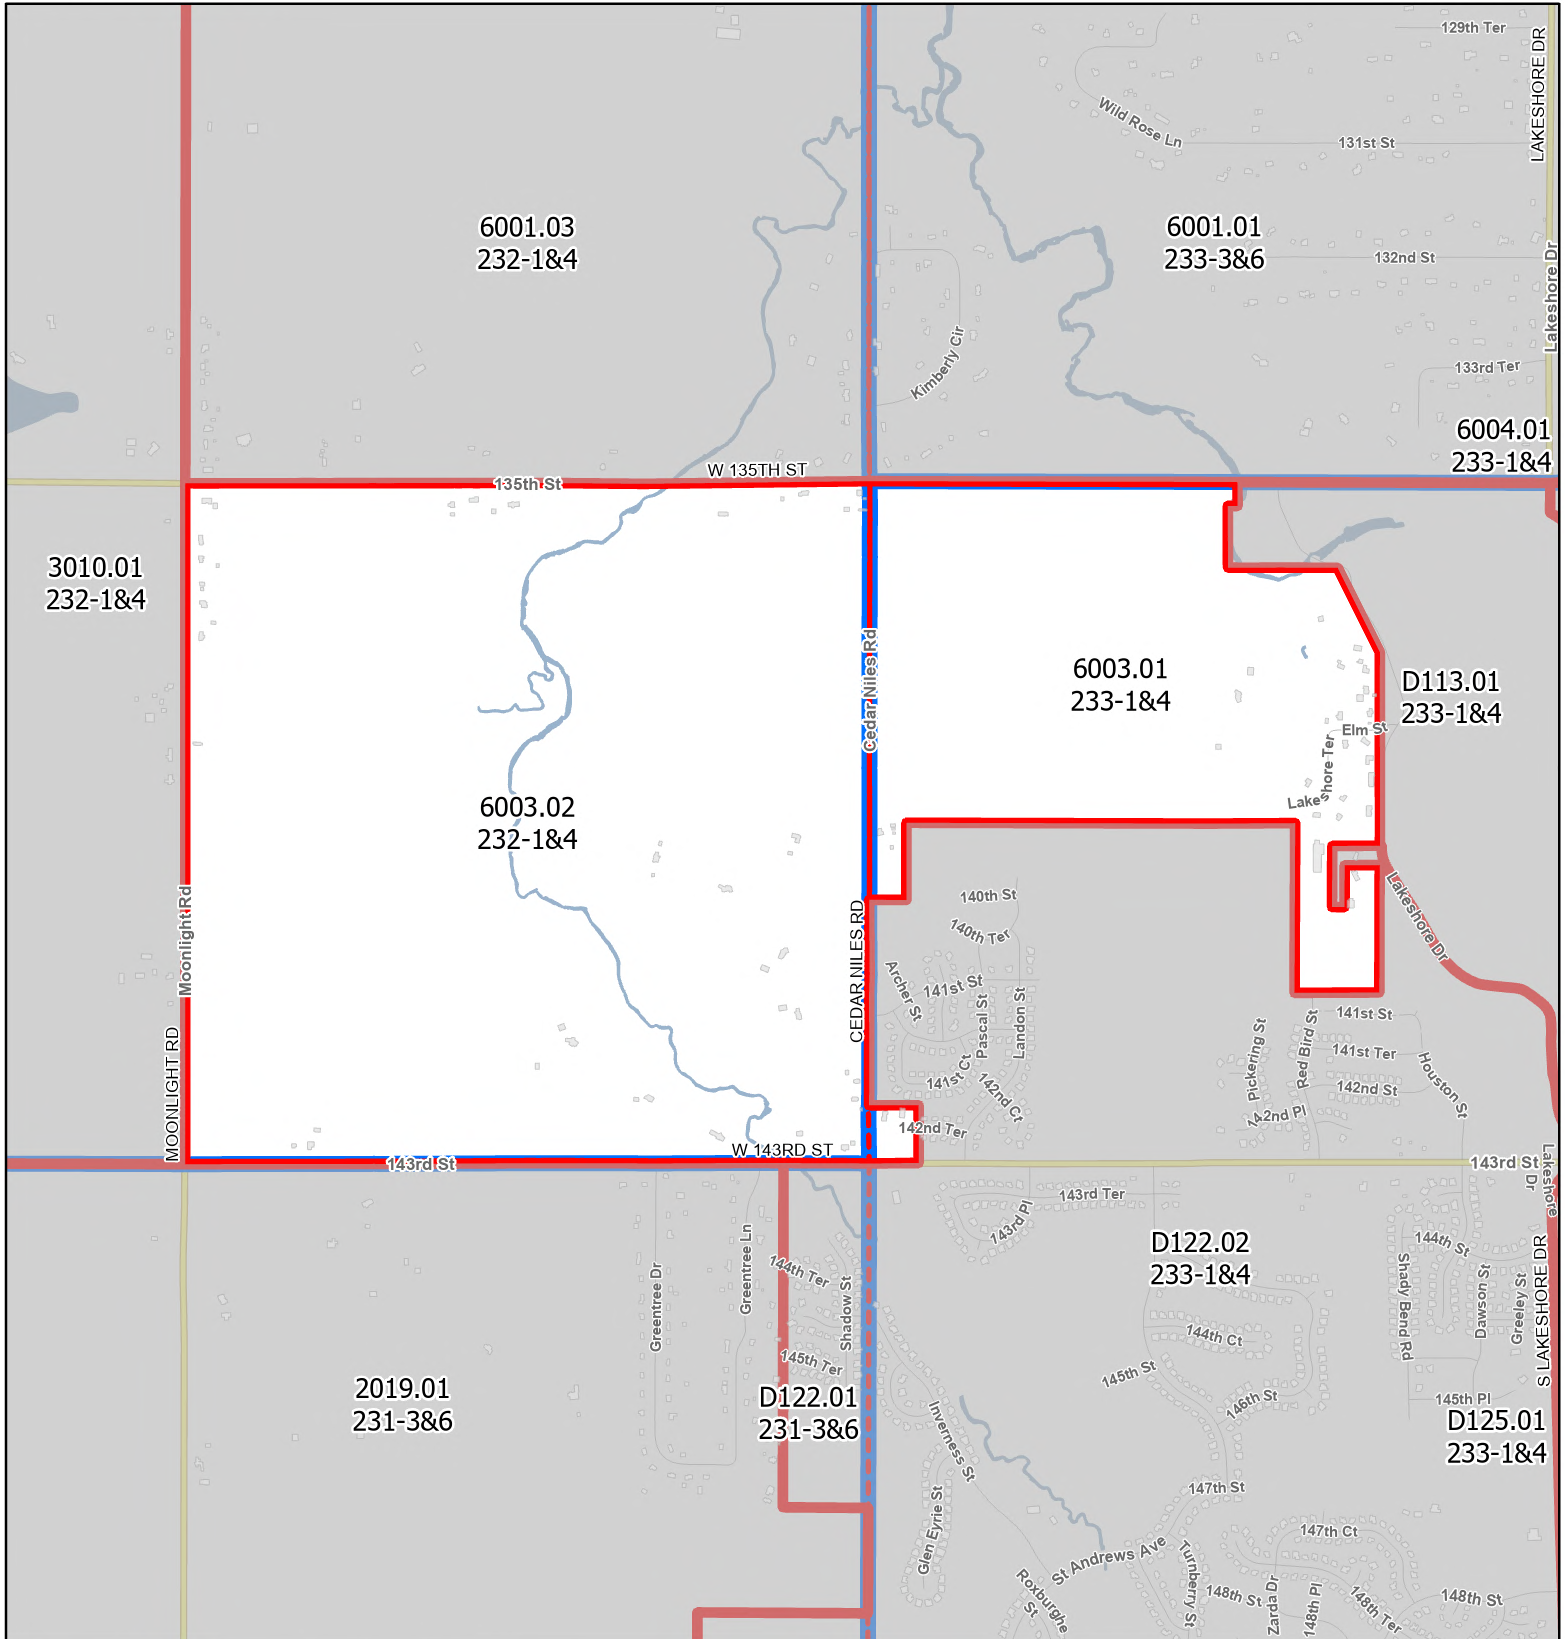 129th Ter
LAKESHORE DR
Wild Rose Ln
131st St
6001.03
232-1&4
6001.01
233-3&6
132nd St
Lakeshore Dr
Kimberly Cir
133rd Ter
6004.01
233-1&4
W 135TH ST
135th St
3010.01
232-1&4
Cedar Niles Rd
6003.01
233-1&4
D113.01
233-1&4
Elm St
Lakeshore Ter
6003.02
232-1&4
Moonlight Rd
CEDAR NILES RD
140th St
140th Ter
Lakeshore Dr
Archer St
141st St
Pascal St
Landon St
141st St
Pickering St
Red Bird St
141st Ter
Houston St
MOONLIGHT RD
141st Ct
142nd Ct
142nd St
142nd Pl
142nd Ter
W 143RD ST
143rd St
143rd St
Lakeshore Dr
143rd Ter
143rd Pl
Greentree Ln
D122.02
233-1&4
144th St
144th Ter
Greentree Dr
Shadow St
Shady Bend Rd
Dawson St
Greeley St
S LAKESHORE DR
144th Ct
145th Ter
145th St
2019.01
231-3&6
D122.01
231-3&6
146th St
145th Pl
D125.01
233-1&4
Inverness St
147th St
Glen Eyrie St
147th Ct
St Andrews Ave
Turnberry St
Roxburghe St
148th St
Zarda Dr
148th Pl
148th Ter
148th St